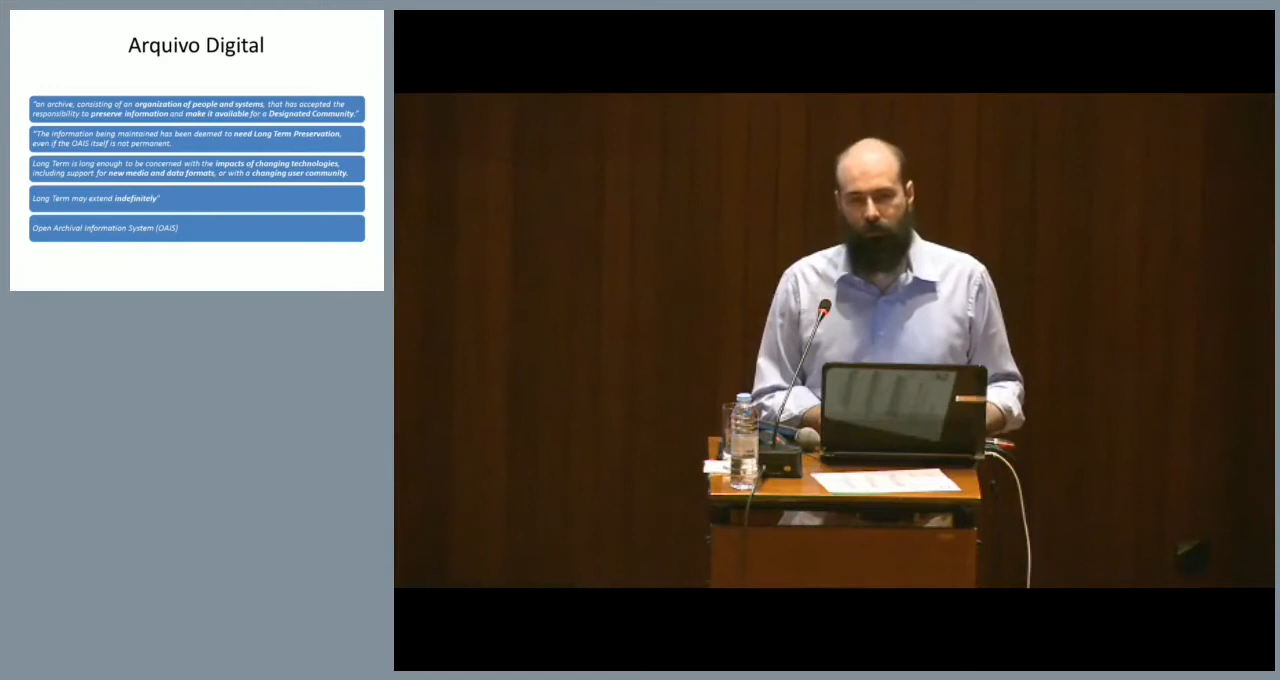 Arquivo Digital
"an archive, consisting of an organization of people and systems, that has accepted the
responsibility to preserve information and make it available for a Designated Community."
"The information being maintained has been deemed to need Long Term Preservation,
even if the OAIS itself is not permanent.
Long Term is long enough to be concerned with the impacts of changing technologies,
including support for new media and data formats, or with a changing user community.
Long Term may extend indefinitely"
Open Archival Information System (OAIS)